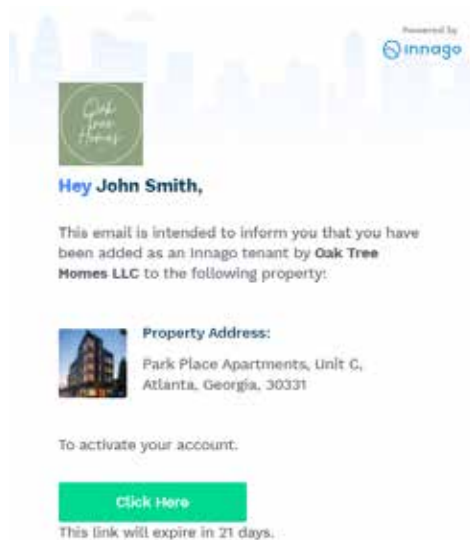 Powered by
innago
Oak
Tree
Homes
Hey John Smith,
This email is intended to inform you that you have
been added as an Innago tenant by Oak Tree
Homes LLC to the following property:
Property Address:
Park Place Apartments, Unit C,
Atlanta, Georgia, 30331
To activate your account.
Click Here
This link will expire in 21 days.